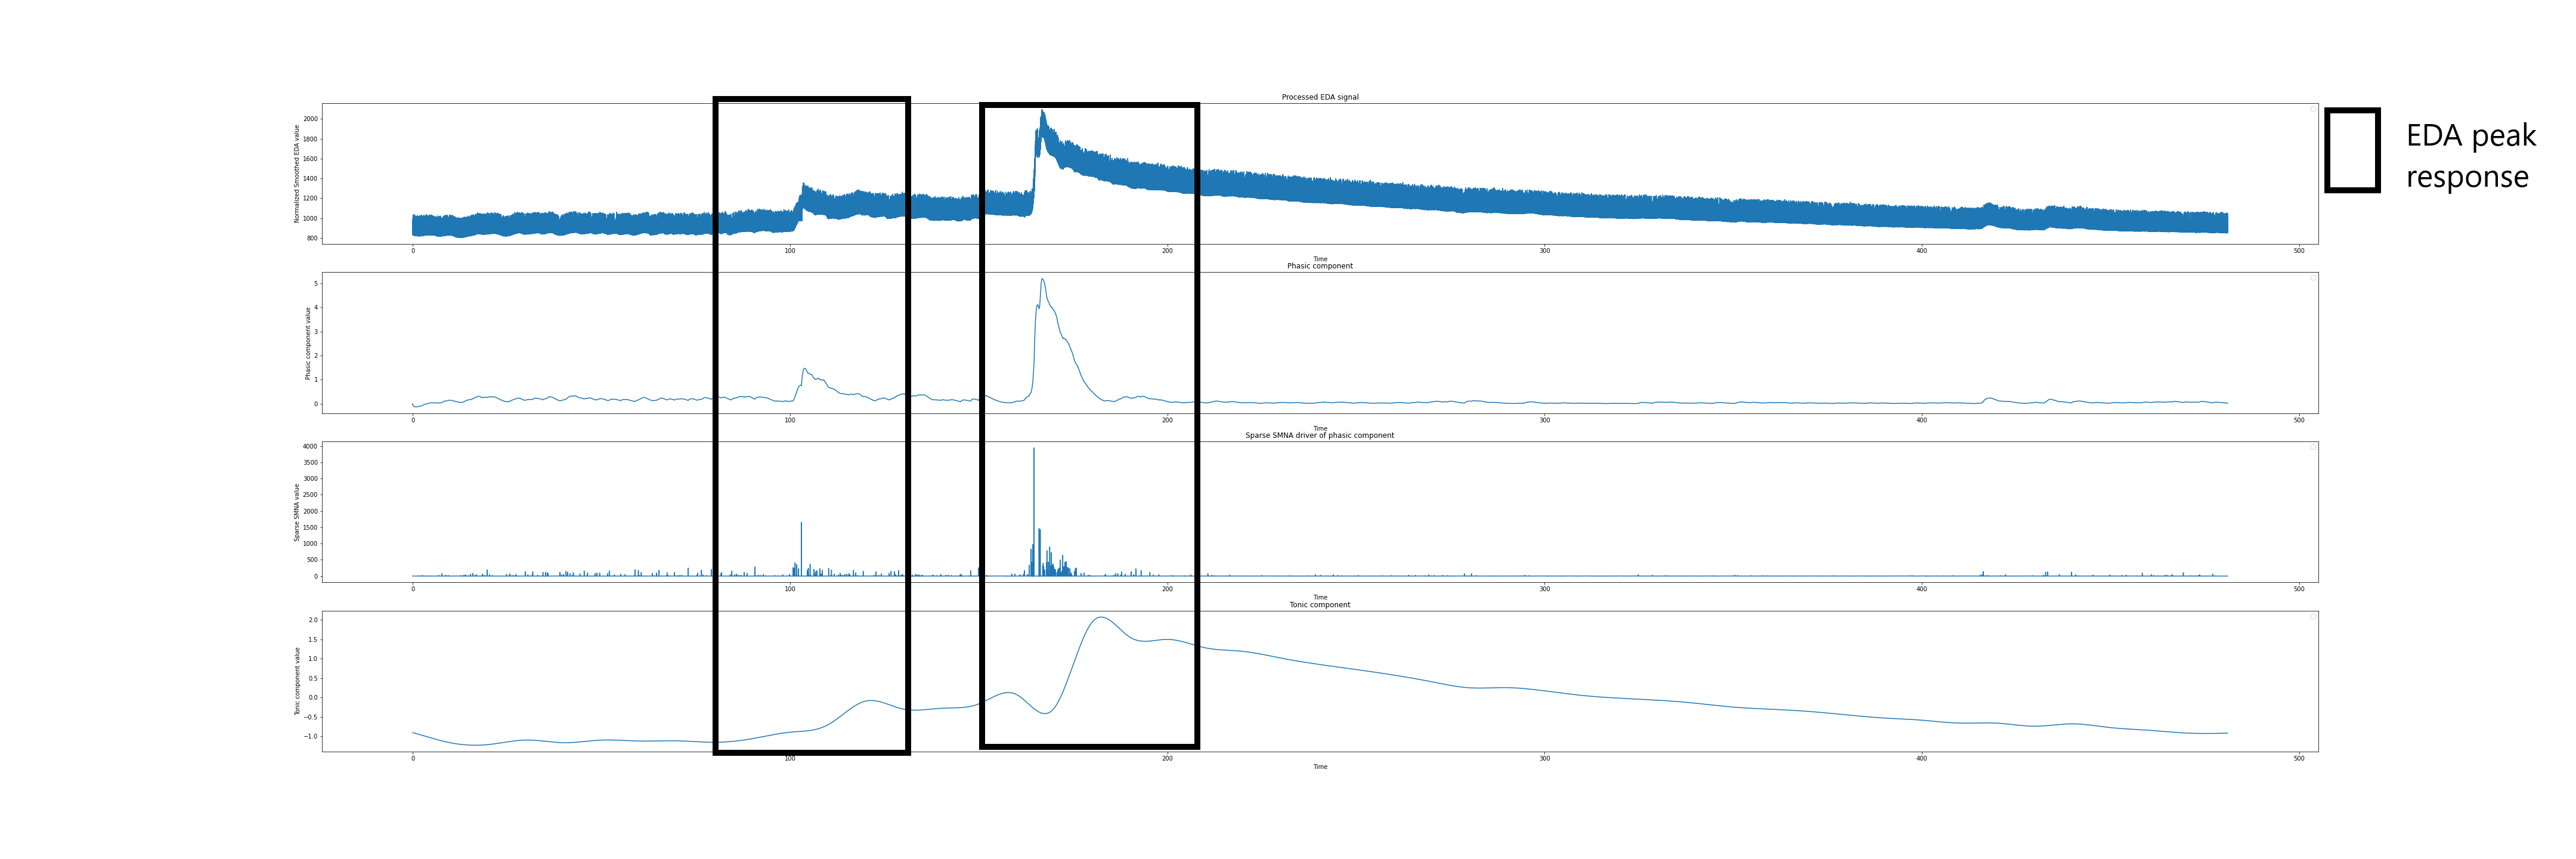 Processed EDA signal
Normalized Smoothed EDA value
2000
1800
1600
1400
1200
1000
800
0 100 200 300 400 500
Time
EDA peak
response
Phasic component
Phasic component value
5
4
3
2
1
0
0 100 200 300 400 500
Time
Sparse SMNA driver of phasic component
Sparse SMNA value
4000
3500
3000
2500
2000
1500
1000
500
0
0 100 200 300 400 500
Time
Tonic component
Tonic component value
2.0
1.5
1.0
0.5
0.0
−0.5
−1.0
0 100 200 300 400 500
Time